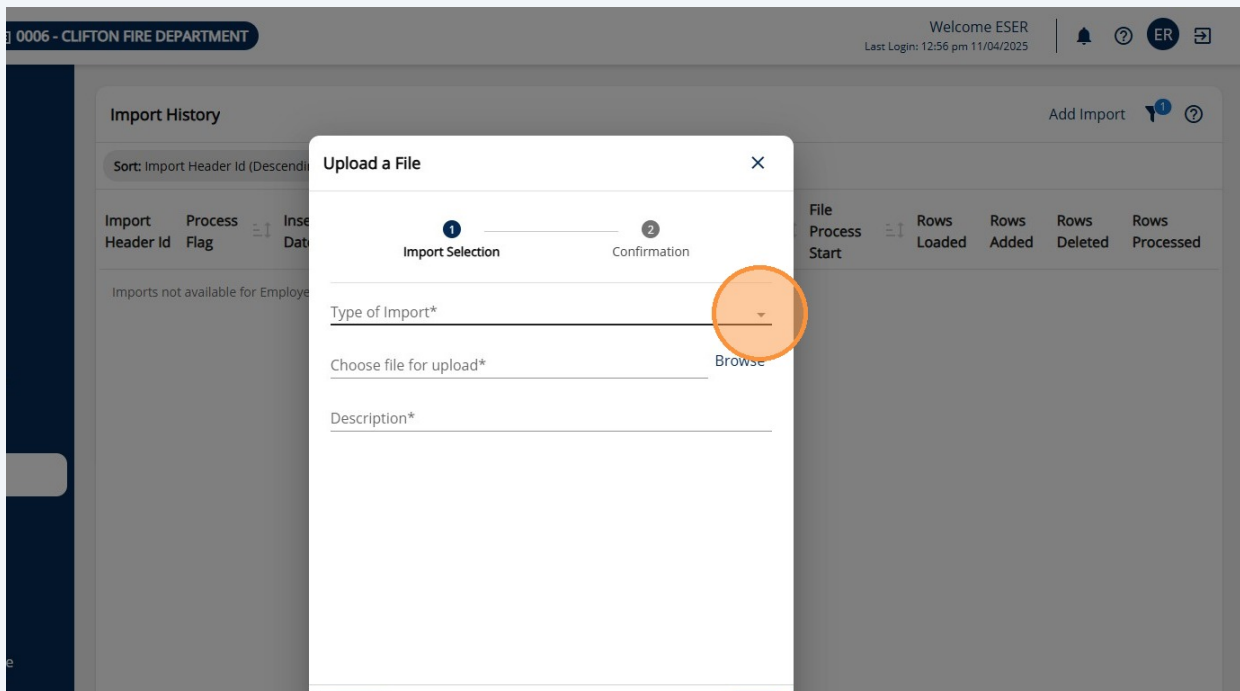 0006 - CLIFTON FIRE DEPARTMENT
Welcome ESER
Last Login: 12:56 pm 11/04/2025
ER
Import History
Add Import
1
Sort: Import Header Id (Descendi
Upload a File
Import Header Id
Process Flag
Inse
Dat
File Process Start
Rows Loaded
Rows Added
Rows Deleted
Rows Processed
1
2
Import Selection
Confirmation
Imports not available for Employe
Type of Import*
Choose file for upload*
Browse
Description*
e